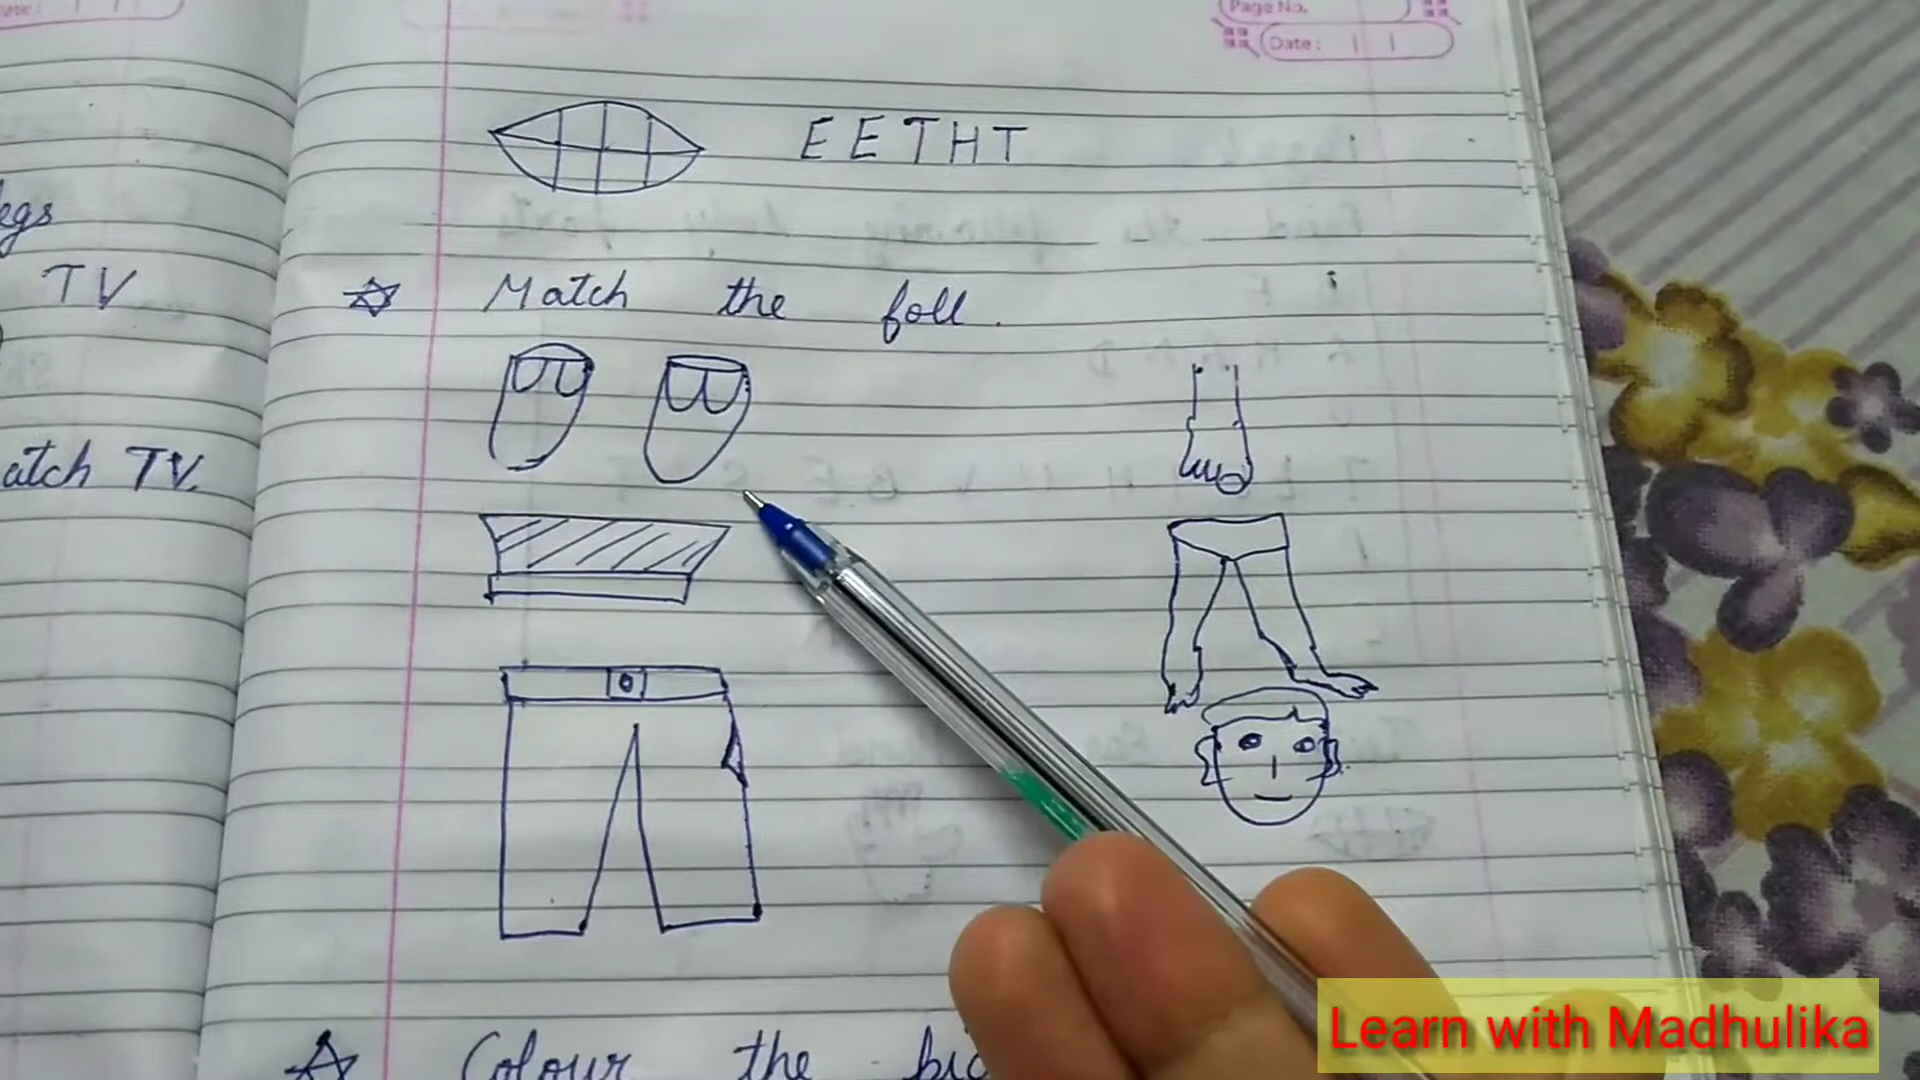 Page No.
Date:
EETHT
egs
TV
Match the foll.
atch TV.
Colour the
Learn with Madhulika